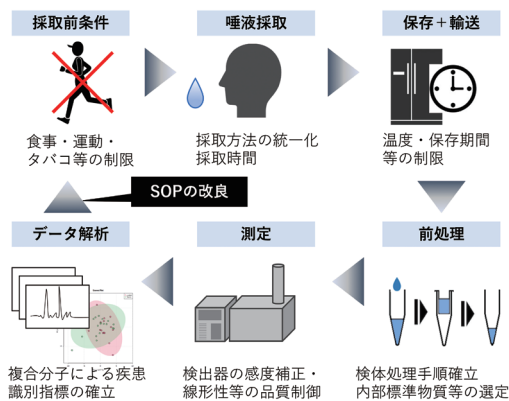 採取前条件
唾液採取
保存＋輸送
食事・運動・
タバコ等の制限
採取方法の統一化
採取時間
温度・保存期間
等の制限
SOPの改良
データ解析
測定
前処理
複合分子による疾患
識別指標の確立
検出器の感度補正・
線形性等の品質制御
検体処理手順確立
内部標準物質等の選定